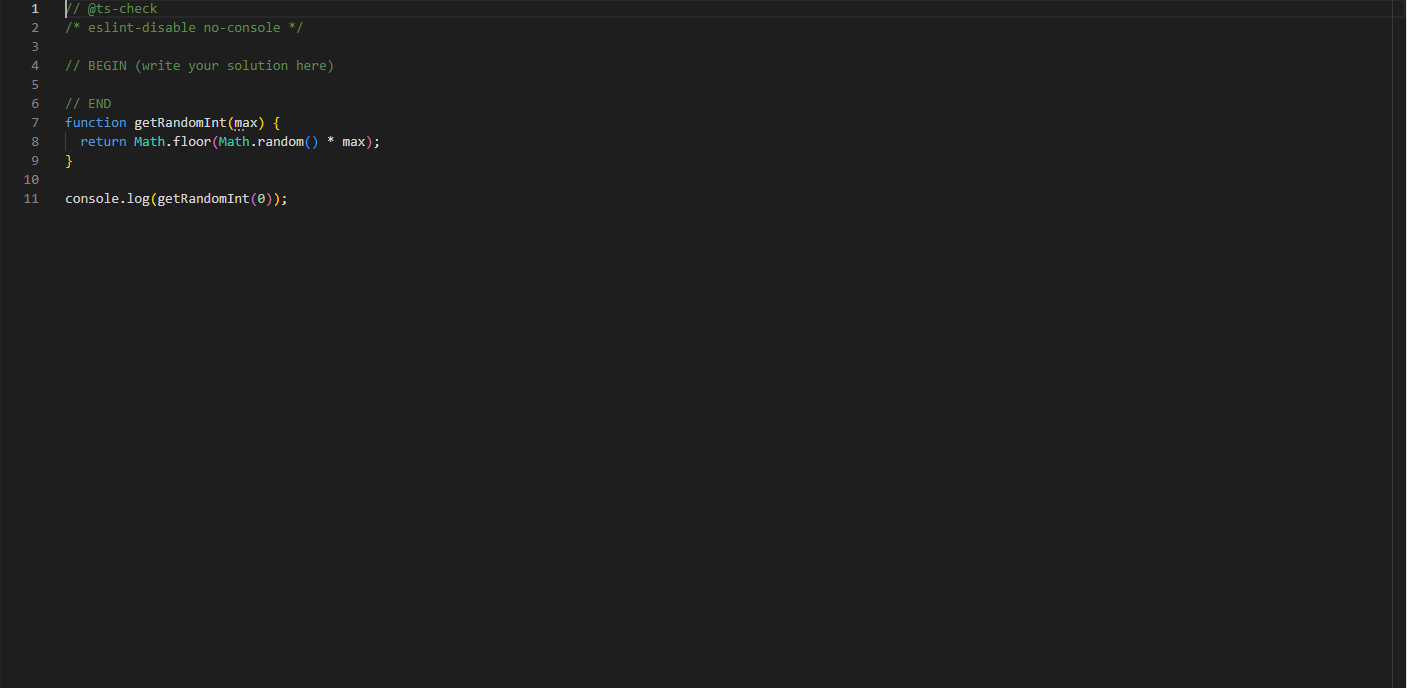 1 // @ts-check
2 /* eslint-disable no-console */
3
4 // BEGIN (write your solution here)
5
6 // END
7 function getRandomInt(max) {
8   return Math.floor(Math.random() * max);
9 }
10
11 console.log(getRandomInt(0));